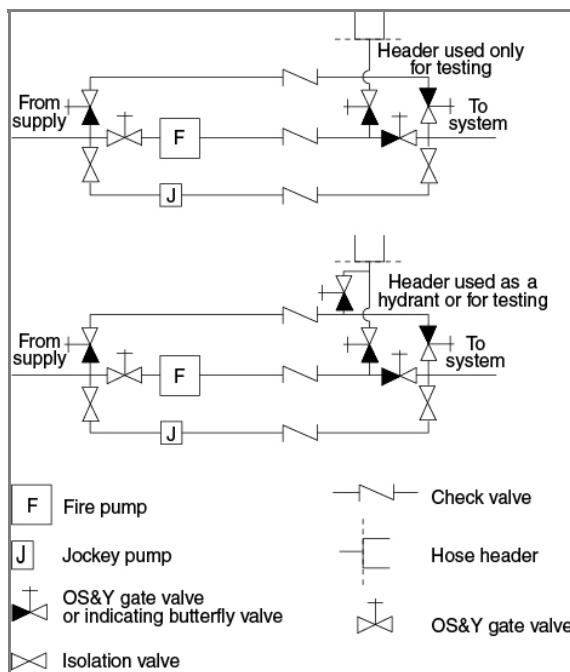 Header used only
for testing
From
supply
To
system
F
J
Header used as a
hydrant or for testing
From
supply
To
system
F
J
F
Fire pump
Check valve
J
Jockey pump
Hose header
OS&Y gate valve
or indicating butterfly valve
OS&Y gate valve
Isolation valve